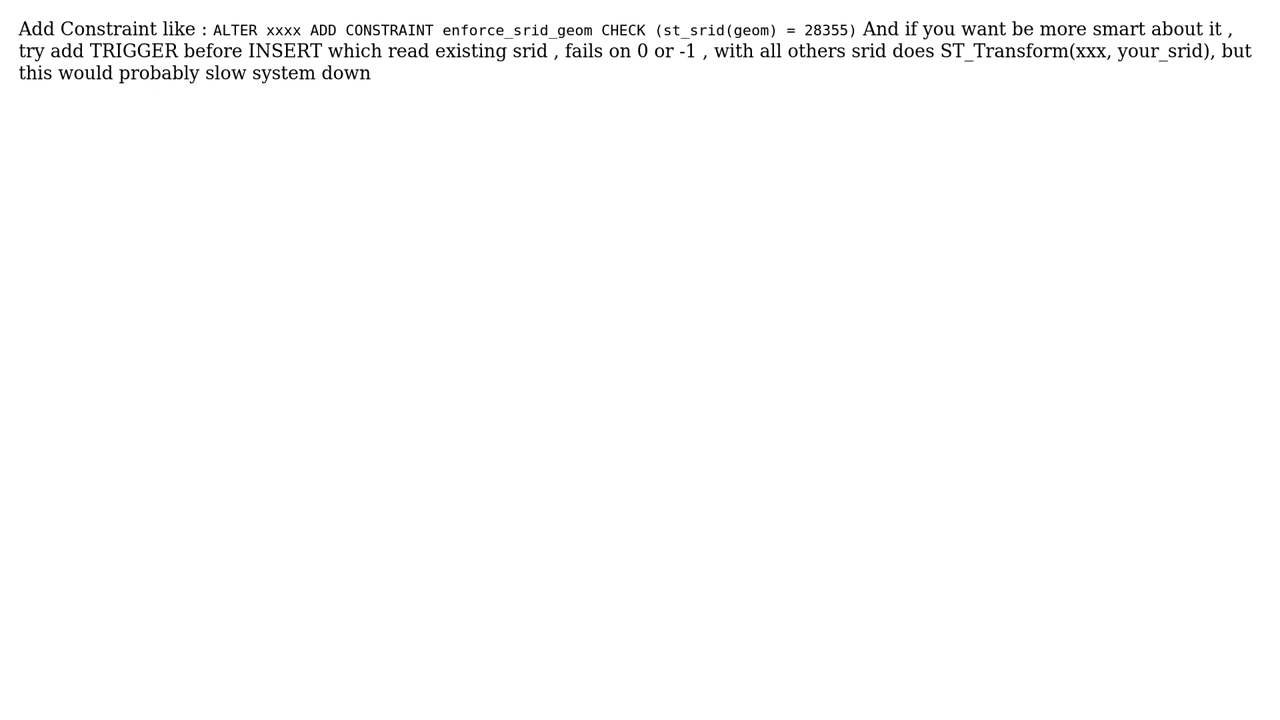 Add Constraint like : ALTER xxxx ADD CONSTRAINT enforce_srid_geom CHECK (st_srid(geom) = 28355) And if you want be more smart about it ,
try add TRIGGER before INSERT which read existing srid , fails on 0 or -1 , with all others srid does ST_Transform(xxx, your_srid), but
this would probably slow system down